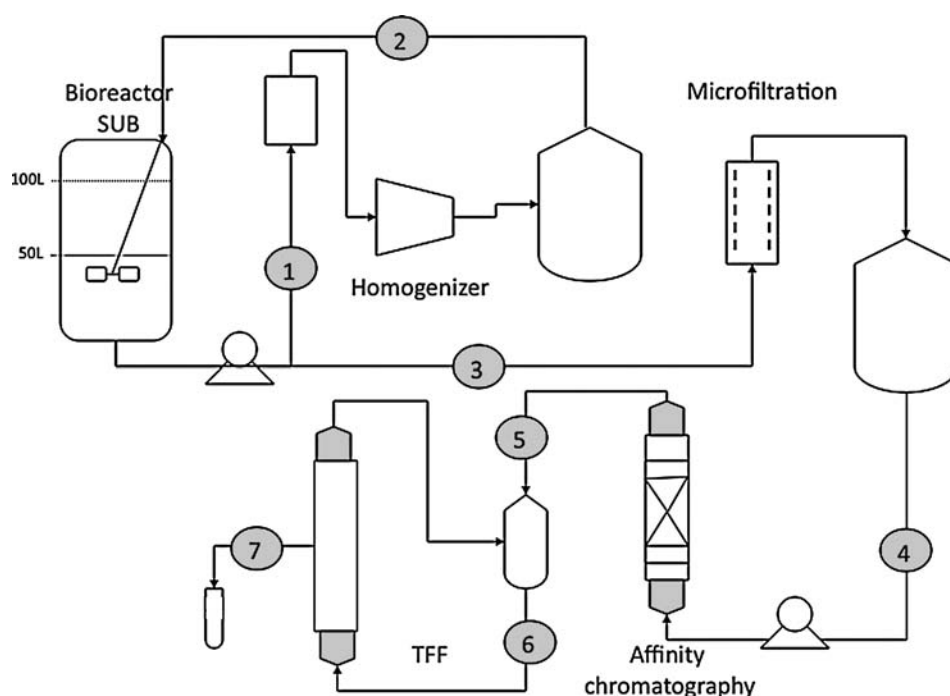 2
Bioreactor
SUB
Microfiltration
100L
50L
1
Homogenizer
3
5
4
7
6
TFF
Affinity
chromatography